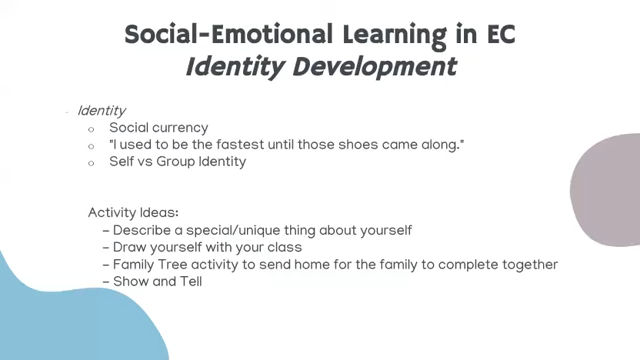 Social-Emotional Learning in EC
Identity Development
- Identity
o Social currency
o "I used to be the fastest until those shoes came along."
o Self vs Group Identity
Activity Ideas:
- Describe a special/unique thing about yourself
- Draw yourself with your class
- Family Tree activity to send home for the family to complete together
- Show and Tell